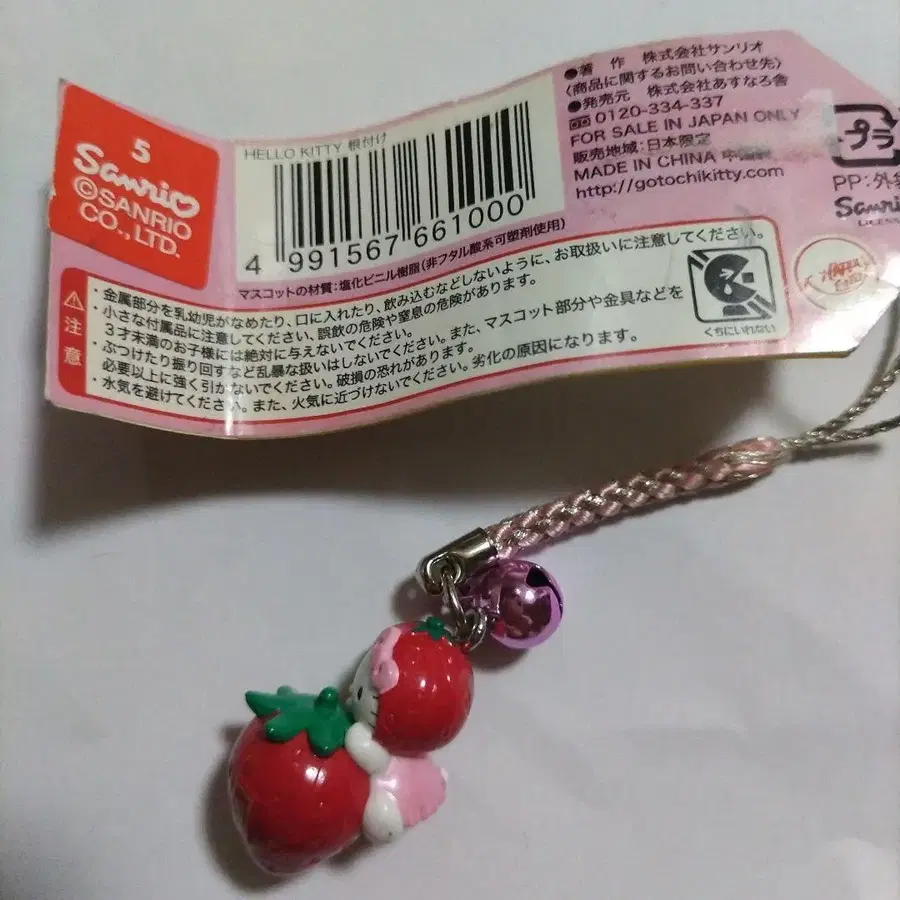 5
Sanrio
©SANRIO
CO.,LTD.
HELLO KITTY 根付け
4 991567 661000
マスコットの材質:塩化ビニル樹脂(非フタル酸系可塑剤使用)
●著 作 株式会社サンリオ
〈商品に関するお問い合わせ先〉
●発売元 株式会社あすなろ舎
0120-334-337
FOR SALE IN JAPAN ONLY
販売地域:日本限定
MADE IN CHINA 中国製
http://gotochikitty.com
プラ
PP:外袋
Sanrio
注意
・金属部分を乳幼児がなめたり、口に入れたり、飲み込むなどしないように、お取扱いに注意してください。
・小さな付属品に注意してください。誤飲の危険や窒息の危険があります。
3才未満のお子様には絶対に与えないでください。
・ぶつけたり振り回すなど乱暴な扱いはしないでください。また、マスコット部分や金具などを
必要以上に強く引かないでください。破損の恐れがあります。
・水気を避けてください。また、火気に近づけないでください。劣化の原因になります。
くちにいれない